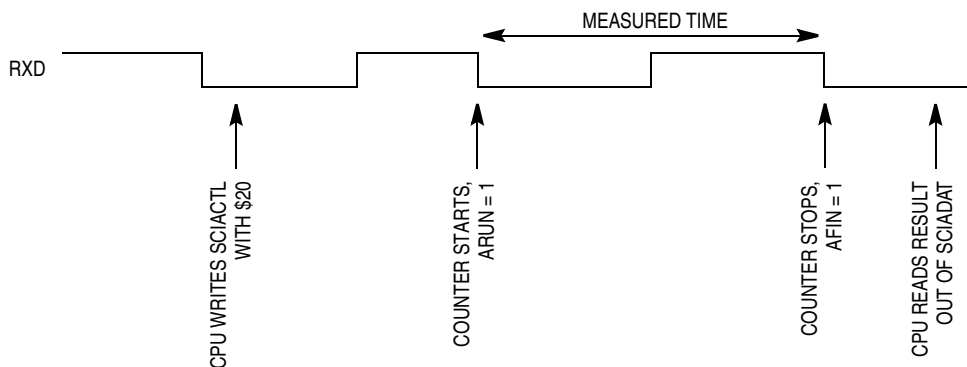 MEASURED TIME
RXD
CPU WRITES SCIACTL
WITH $20
COUNTER STARTS,
ARUN = 1
COUNTER STOPS,
AFIN = 1
CPU READS RESULT
OUT OF SCIADAT